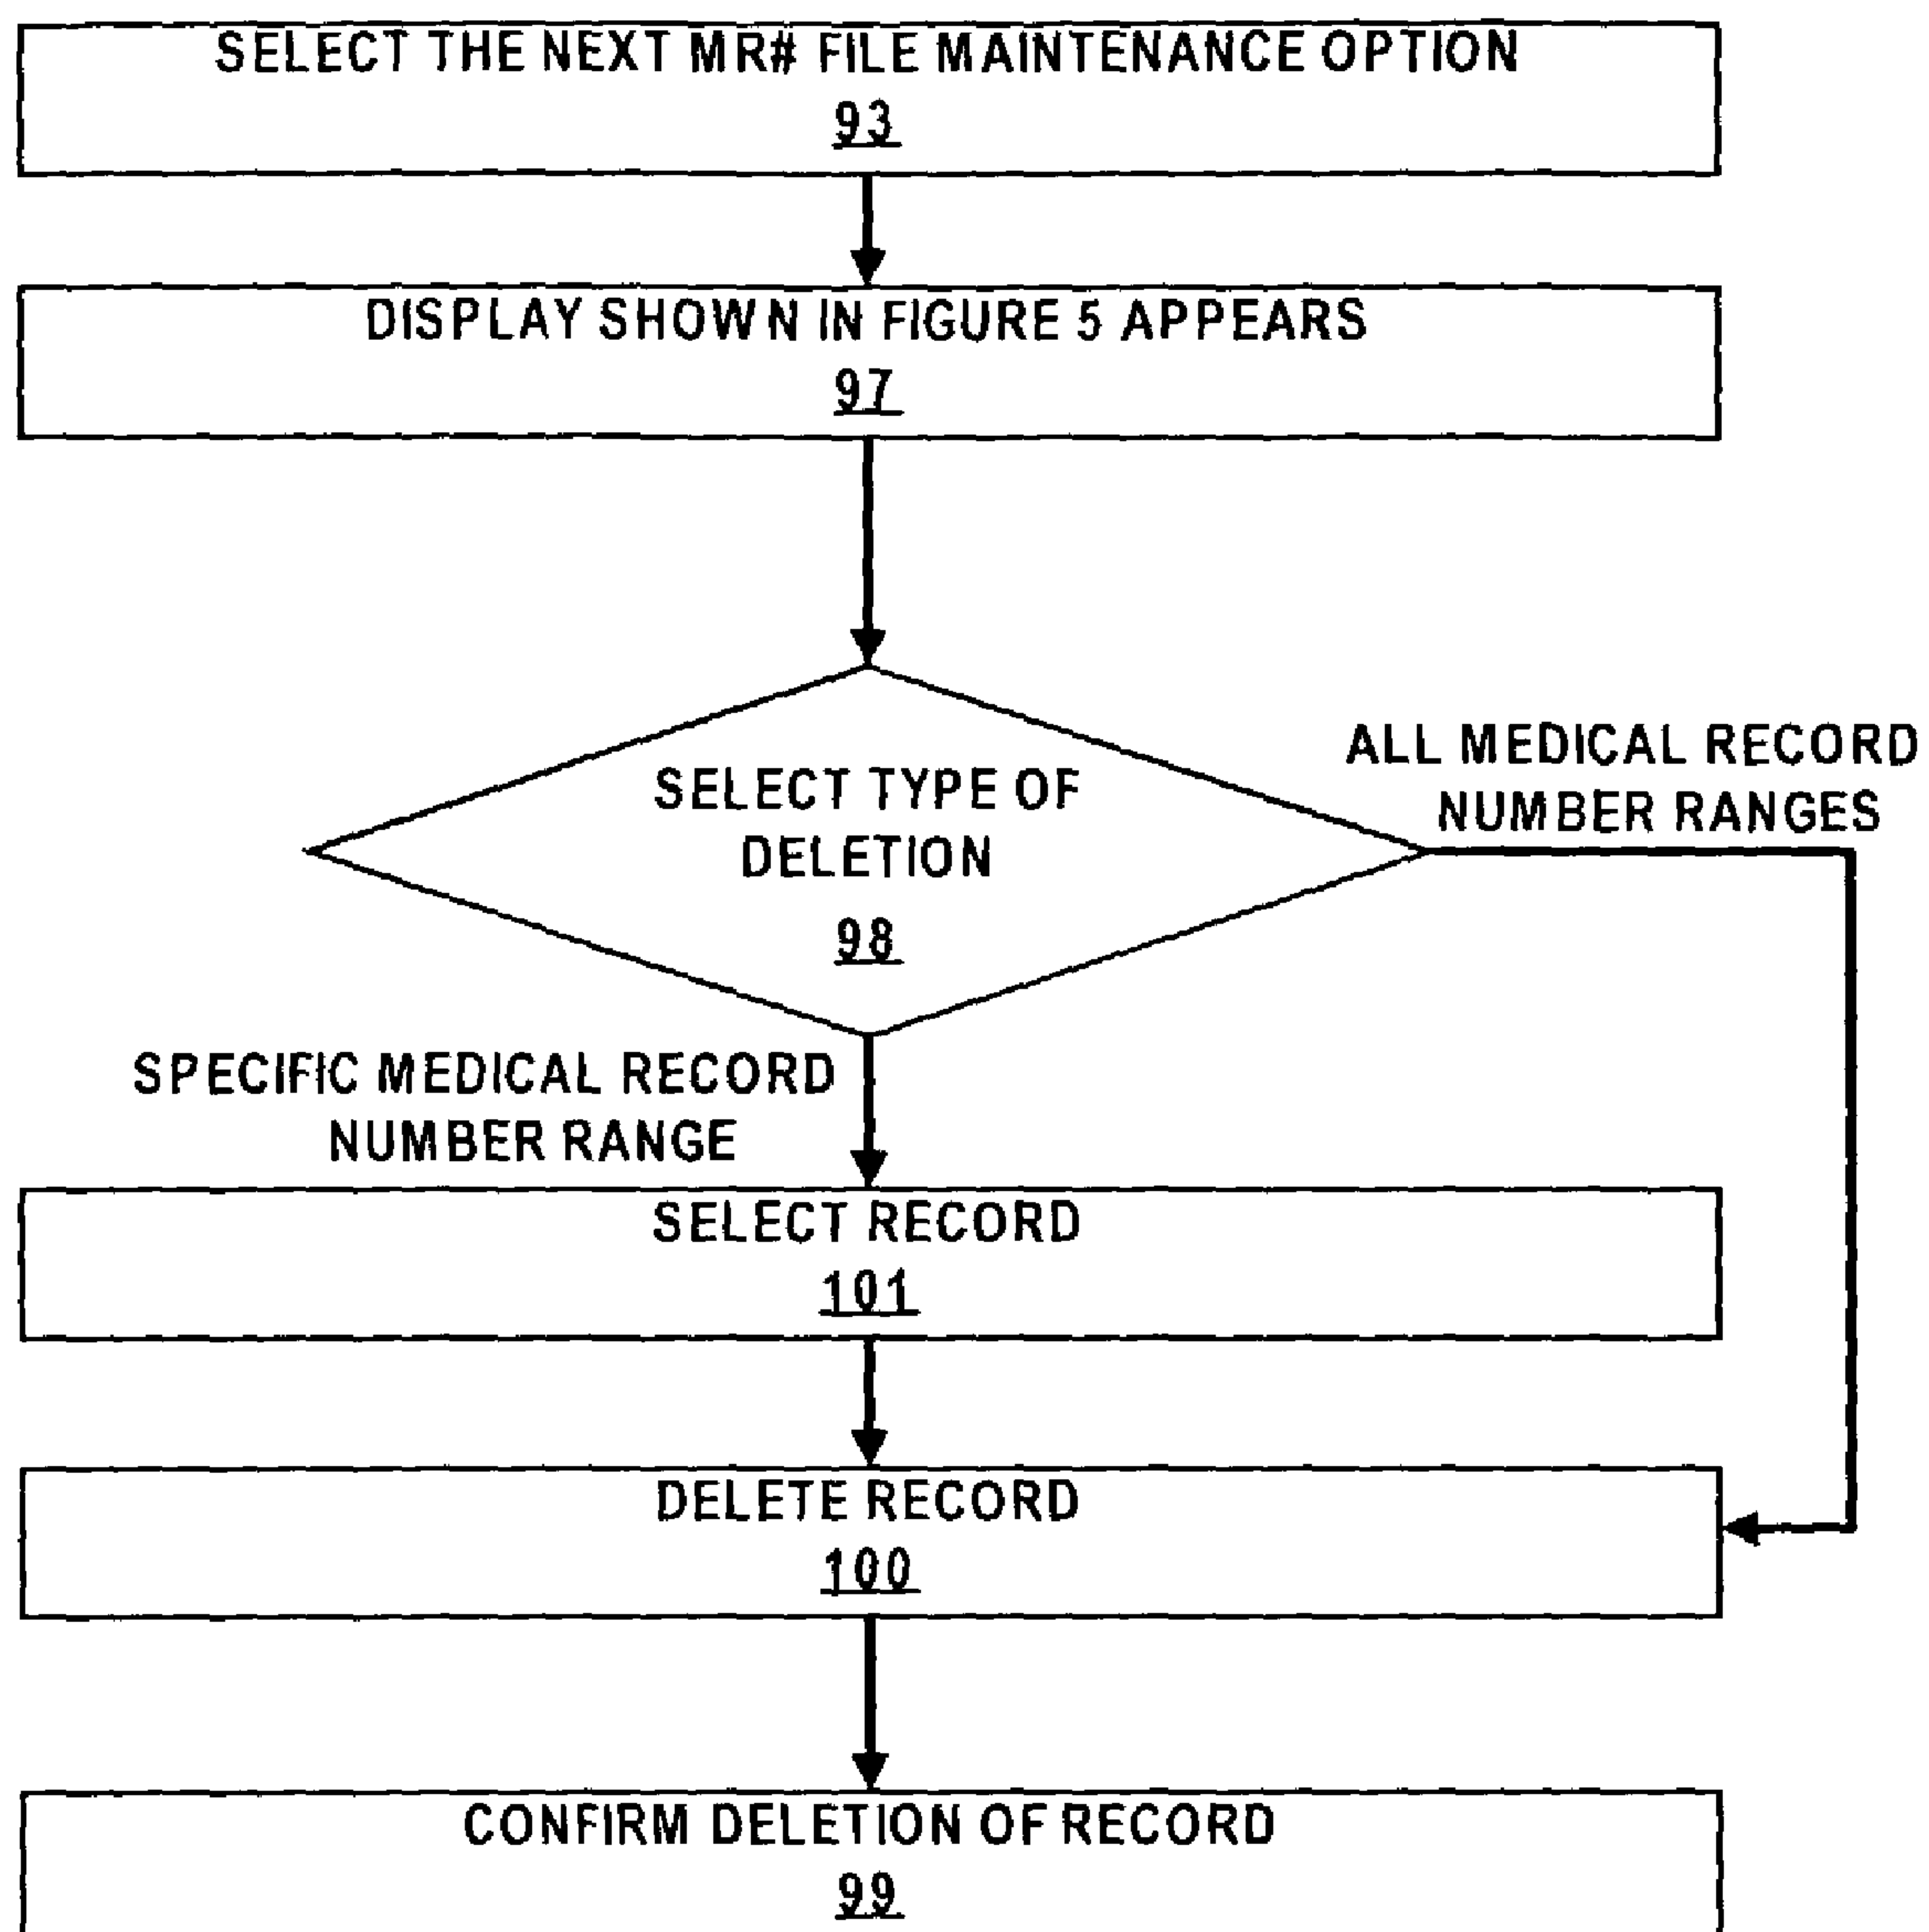 SELECT THE NEXT MR# FILE MAINTENANCE OPTION
93
DISPLAY SHOWN IN FIGURE 5 APPEARS
97
ALL MEDICAL RECORD
NUMBER RANGES
SELECT TYPE OF
DELETION
98
SPECIFIC MEDICAL RECORD
NUMBER RANGE
SELECT RECORD
101
DELETE RECORD
100
CONFIRM DELETION OF RECORD
99